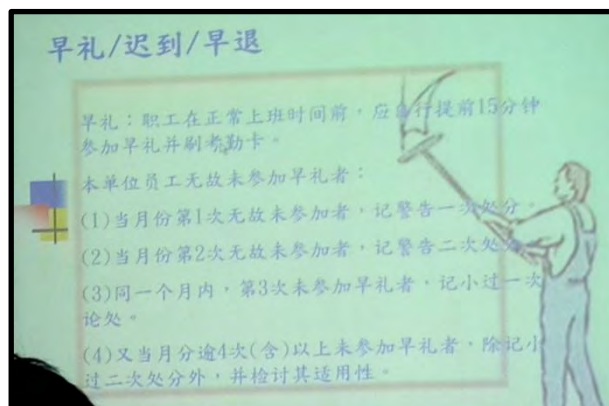 早礼/迟到/早退
早礼：职工在正常上班时间前，应自行提前15分钟
参加早礼并刷考勤卡。
本单位员工无故未参加早礼者：
(1)当月份第1次无故未参加者，记警告一次处分。
(2)当月份第2次无故未参加者，记警告二次处分。
(3)同一个月内，第3次未参加早礼者，记小过一次
论处。
(4)又当月分逾4次(含)以上未参加早礼者，除记小
过二次处分外，并检讨其适用性。